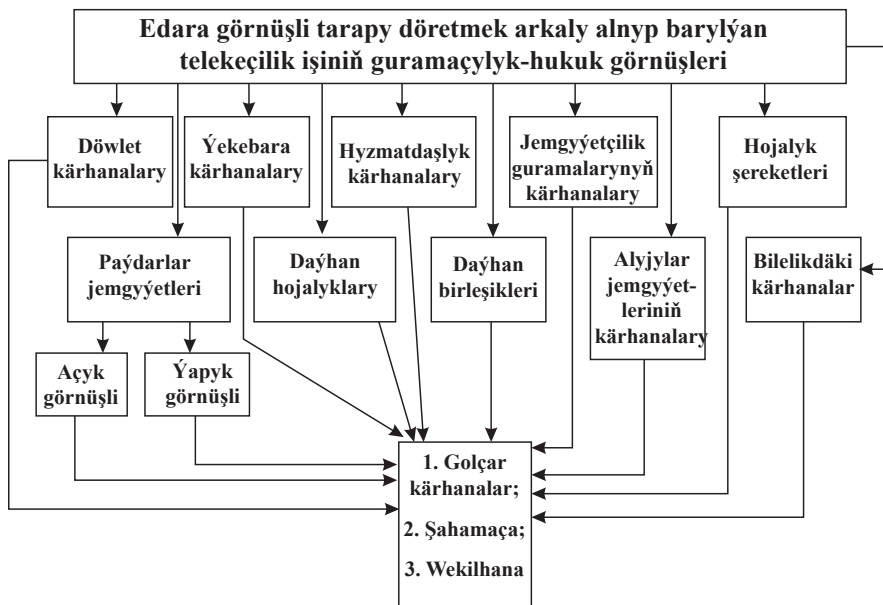 Edara görnüşli tarapy döretmek arkaly alnyp barylýan
telekeçilik işiniň guramaçylyk-hukuk görnüşleri
Döwlet
kärhanalary
Ýekebara
kärhanalary
Hyzmatdaşlyk
kärhanalary
Jemgyýetçilik
guramalarynyň
kärhanalary
Hojalyk
şereketleri
Paýdarlar
jemgyýetleri
Daýhan
hojalyklary
Daýhan
birleşikleri
Alyjylar
jemgyýet-
leriniň
kärhanalary
Bilelikdäki
kärhanalar
Açyk
görnüşli
Ýapyk
görnüşli
1. Golçar
kärhanalar;
2. Şahamaça;
3. Wekilhana